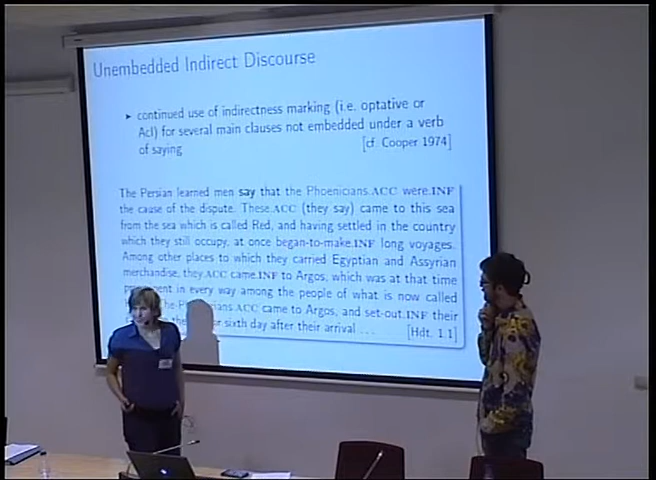 Unembedded Indirect Discourse
▸ continued use of indirectness marking (i.e. optative or
AcI) for several main clauses not embedded under a verb
of saying [cf. Cooper 1974]
The Persian learned men say that the Phoenicians.ACC were.INF
the cause of the dispute. These.ACC (they say) came to this sea
from the sea which is called Red, and having settled in the country
which they still occupy, at once began-to-make.INF long voyages.
Among other places to which they carried Egyptian and Assyrian
merchandise, they.ACC came.INF to Argos, which was at that time
in every way among the people of what is now called
ACC came to Argos, and set-out.INF their
or sixth day after their arrival ... [Hdt. 1.1]